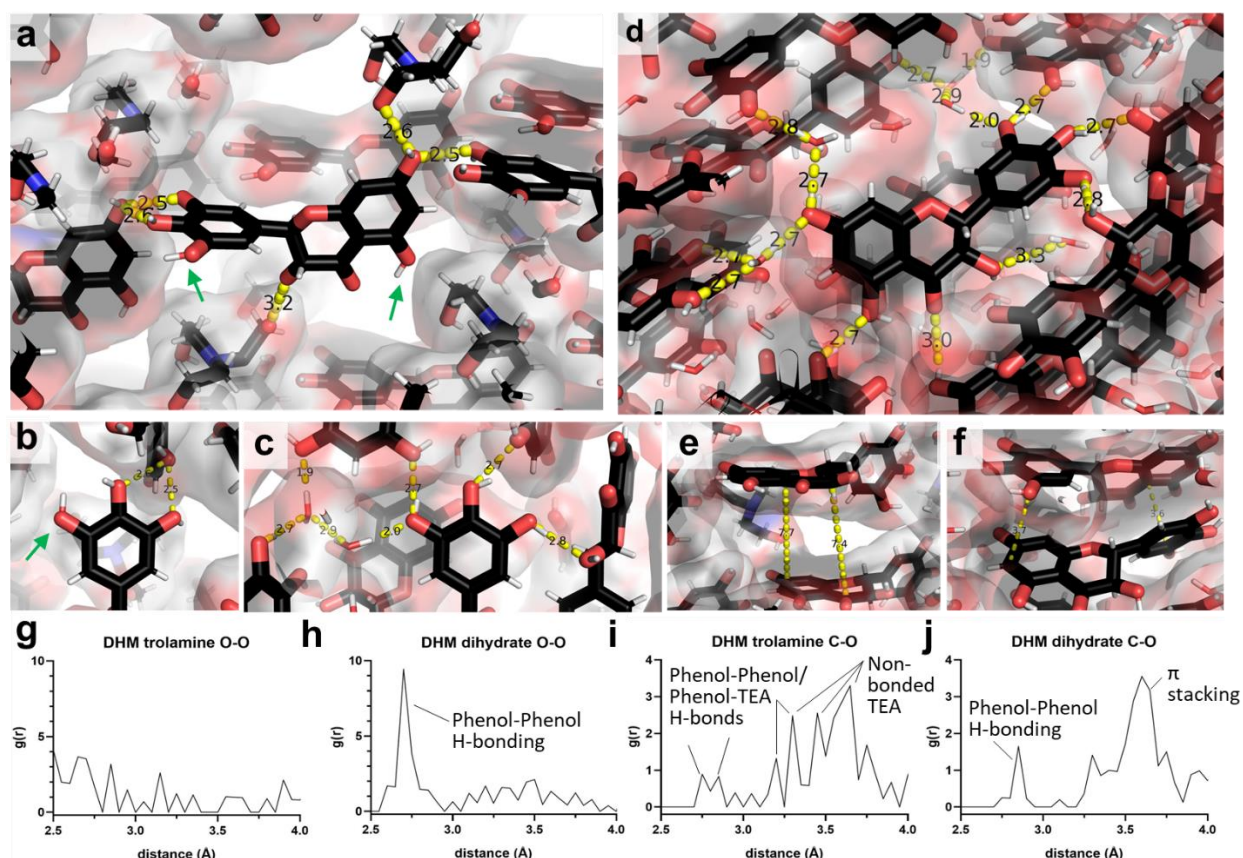 a
2.6
2.5
2.5
2.6
3.2
d
2.7
1.9
2.9
2.0
2.7
2.7
2.8
2.7
2.8
2.7
3.3
2.7
2.7
3.0
b
2.5
c
1.9
2.7
2.7
2.7
2.9
2.0
2.8
e
7.4
f
3.6
g
DHM trolamine O-O
g(r)
10
5
0
2.5 3.0 3.5 4.0
distance (Å)
h
DHM dihydrate O-O
g(r)
10
5
0
Phenol-Phenol
H-bonding
2.5 3.0 3.5 4.0
distance (Å)
i
DHM trolamine C-O
g(r)
4
3
2
1
0
Phenol-Phenol/
Phenol-TEA
H-bonds
Non-
bonded
TEA
2.5 3.0 3.5 4.0
distance (Å)
j
DHM dihydrate C-O
g(r)
4
3
2
1
0
Phenol-Phenol
H-bonding
π
stacking
2.5 3.0 3.5 4.0
distance (Å)